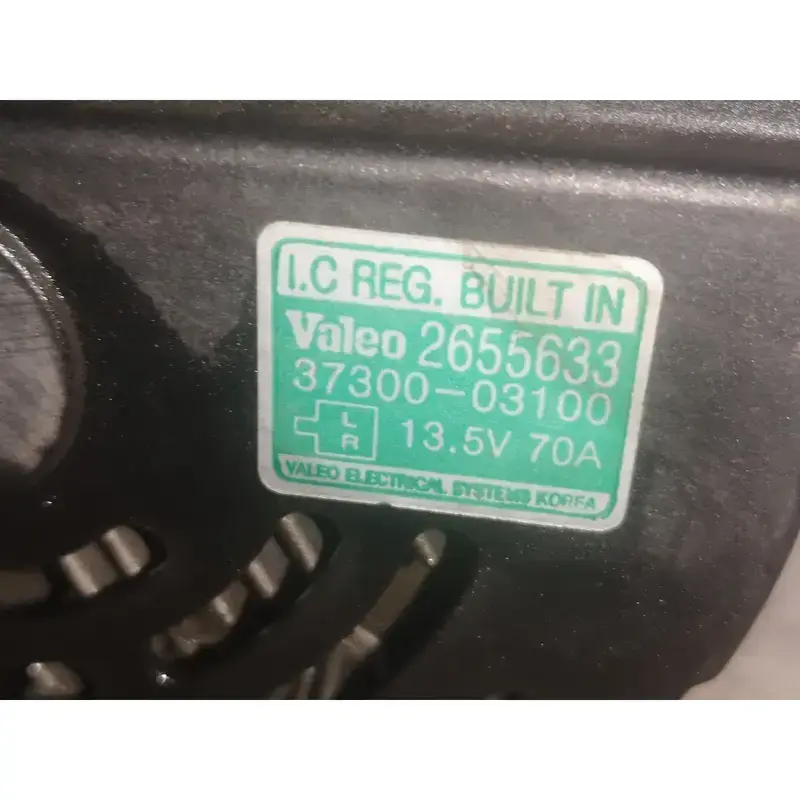 I.C REG. BUILT IN
Valeo 2655633
37300-03100
L
R
13.5V 70A
VALEO ELECTRICAL SYSTEMS KOREA